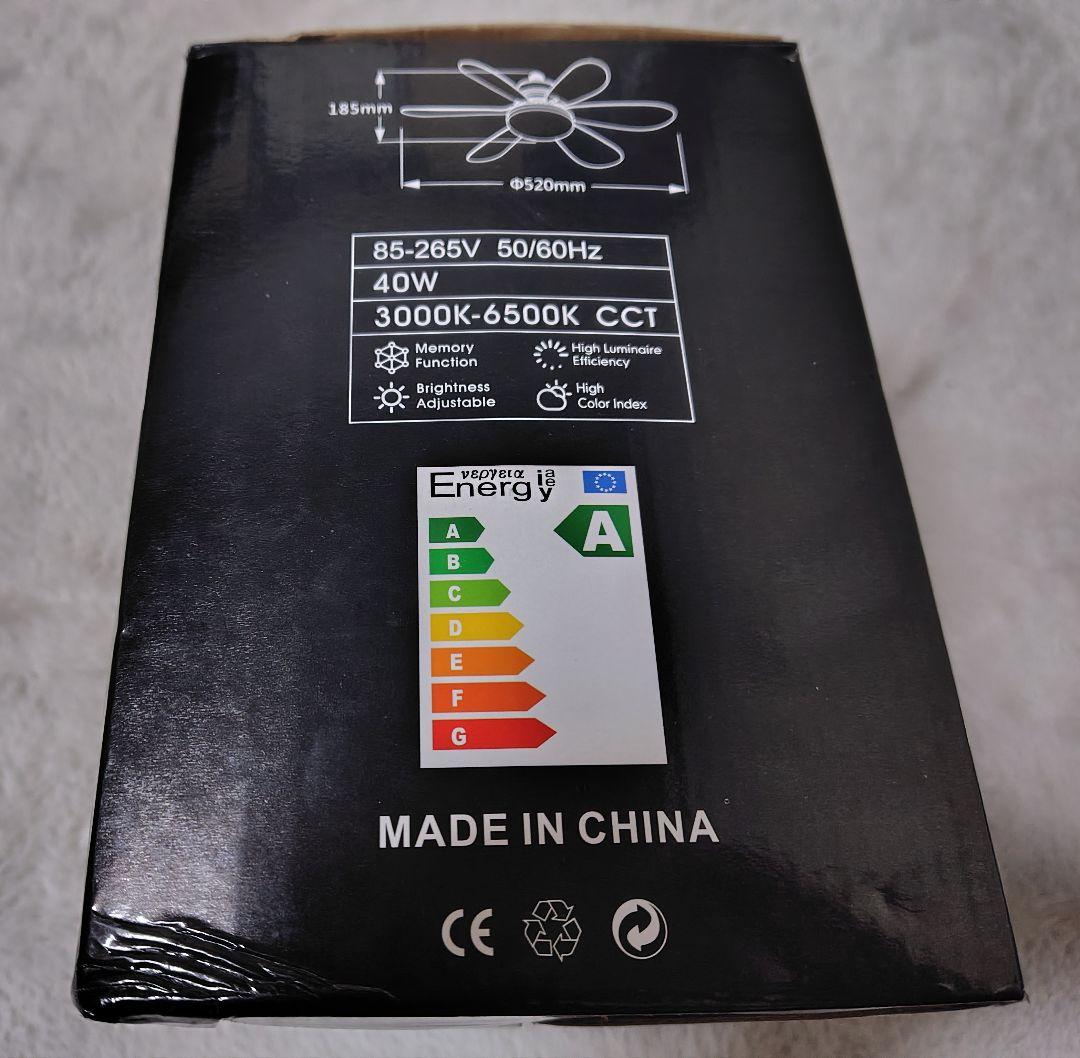 185mm
Φ520mm
85-265V 50/60Hz
40W
3000K-6500K CCT
Memory
Function
High Luminaire
Efficiency
Brightness
Adjustable
High
Color Index
νεργεια
Energ
ia
ey
A
A
B
C
D
E
F
G
MADE IN CHINA
CE